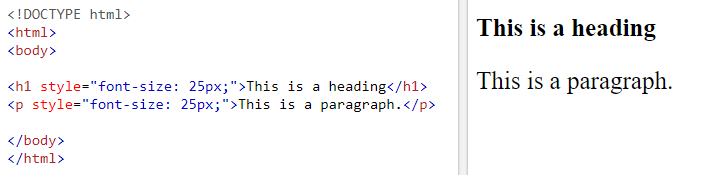 <!DOCTYPE html>
<html>
<body>
<h1 style="font-size: 25px;">This is a heading</h1>
<p style="font-size: 25px;">This is a paragraph.</p>
</body>
</html>
This is a heading
This is a paragraph.